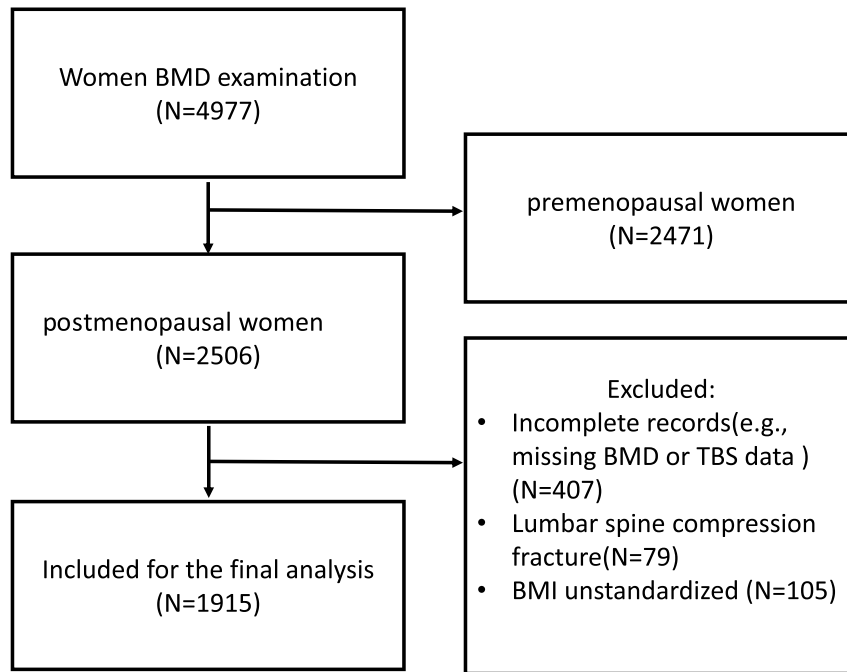 Women BMD examination
(N=4977)
premenopausal women
(N=2471)
postmenopausal women
(N=2506)
Excluded:
• Incomplete records(e.g.,
missing BMD or TBS data )
(N=407)
• Lumbar spine compression
fracture(N=79)
• BMI unstandardized (N=105)
Included for the final analysis
(N=1915)